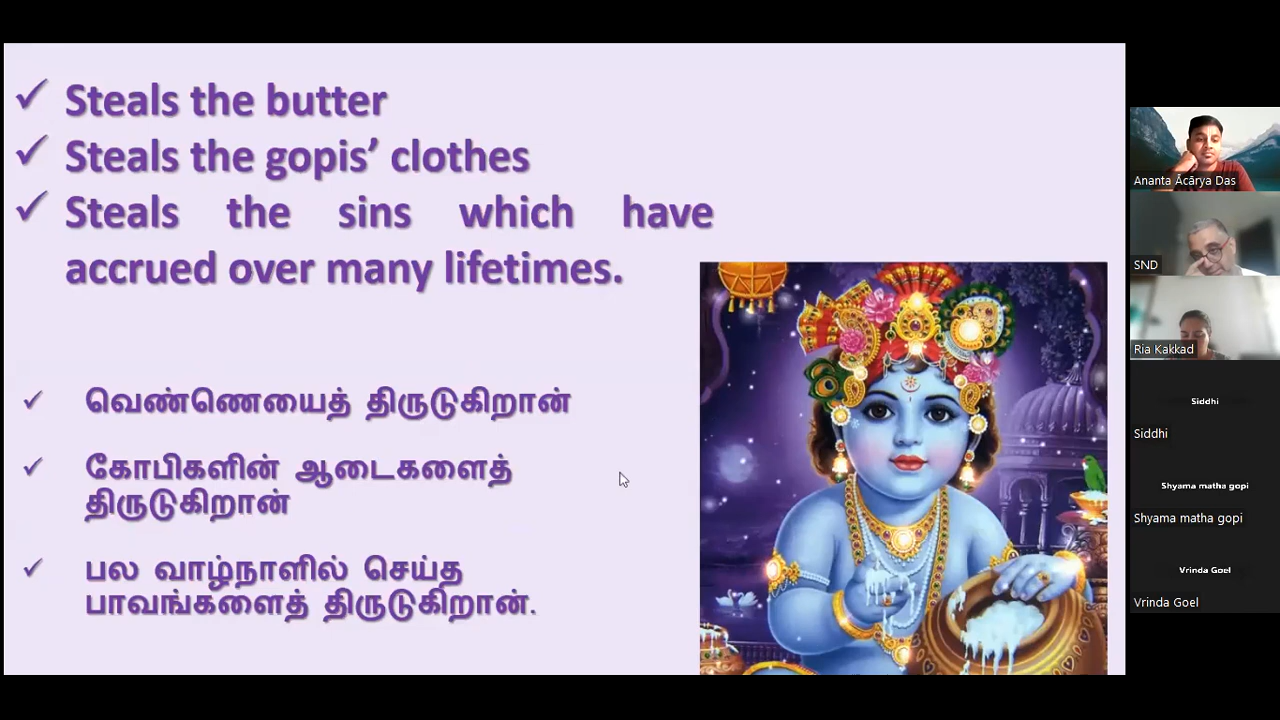 ✓ Steals the butter
✓ Steals the gopis’ clothes
✓ Steals the sins which have
accrued over many lifetimes.
✓ வெண்ணெயைத் திருடுகிறான்
✓ கோபிகளின் ஆடைகளைத்
திருடுகிறான்
✓ பல வாழ்நாளில் செய்த
பாவங்களைத் திருடுகிறான்.
Ananta Ācārya Das
SND
Ria Kakkad
Siddhi
Siddhi
Shyama matha gopi
Shyama matha gopi
Vrinda Goel
Vrinda Goel